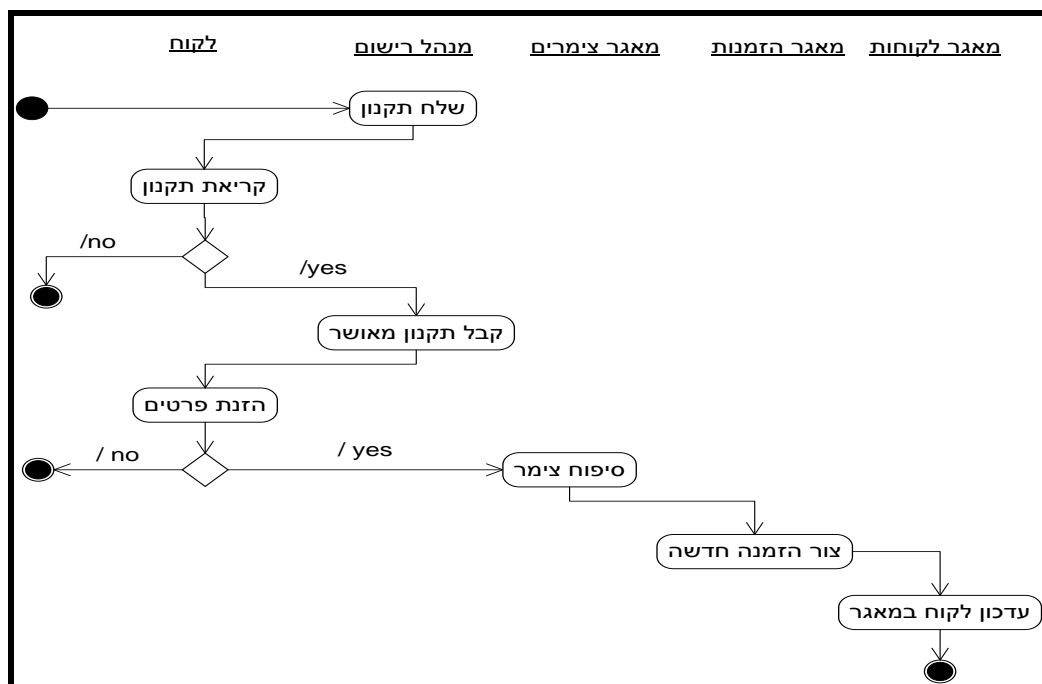 מאגר לקוחות
מאגר הזמנות
מאגר צימרים
מנהל רישום
לקוח
שלח תקנון
קריאת תקנון
/no
/yes
קבל תקנון מאושר
הזנת פרטים
/ no
/ yes
סיפוח צימר
צור הזמנה חדשה
עדכון לקוח במאגר